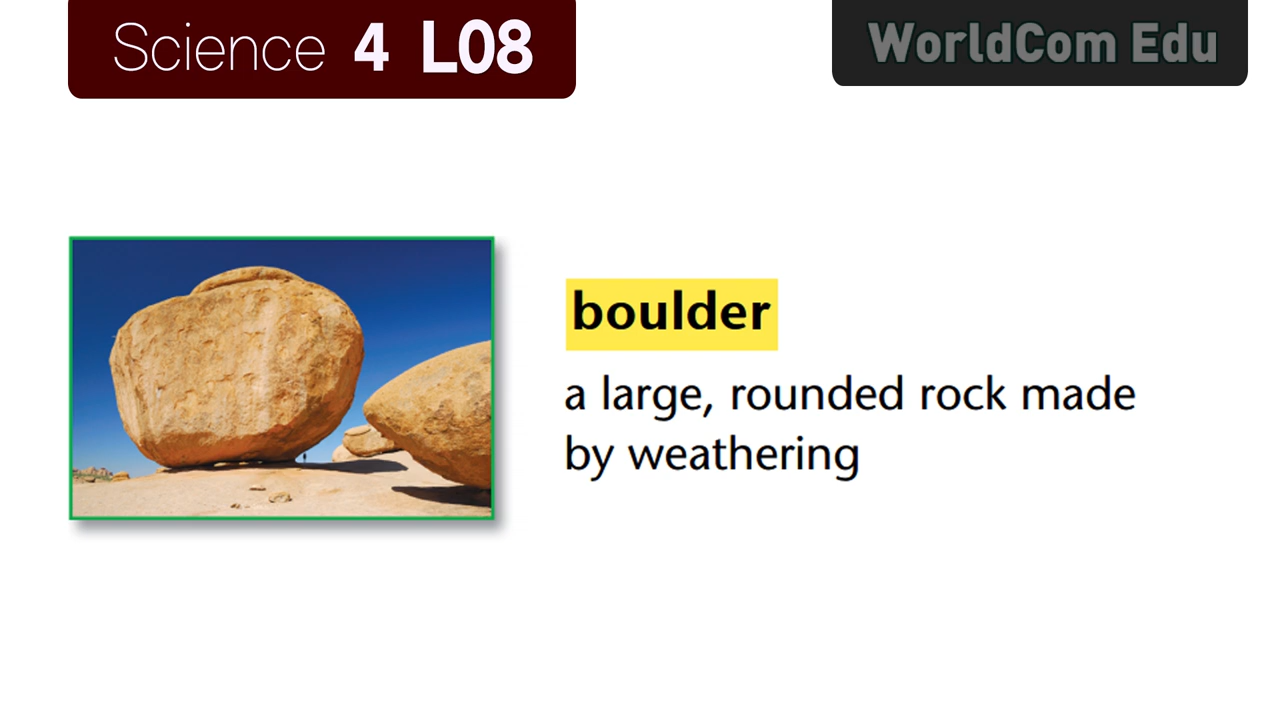 Science 4 L08
WorldCom Edu
boulder
a large, rounded rock made
by weathering